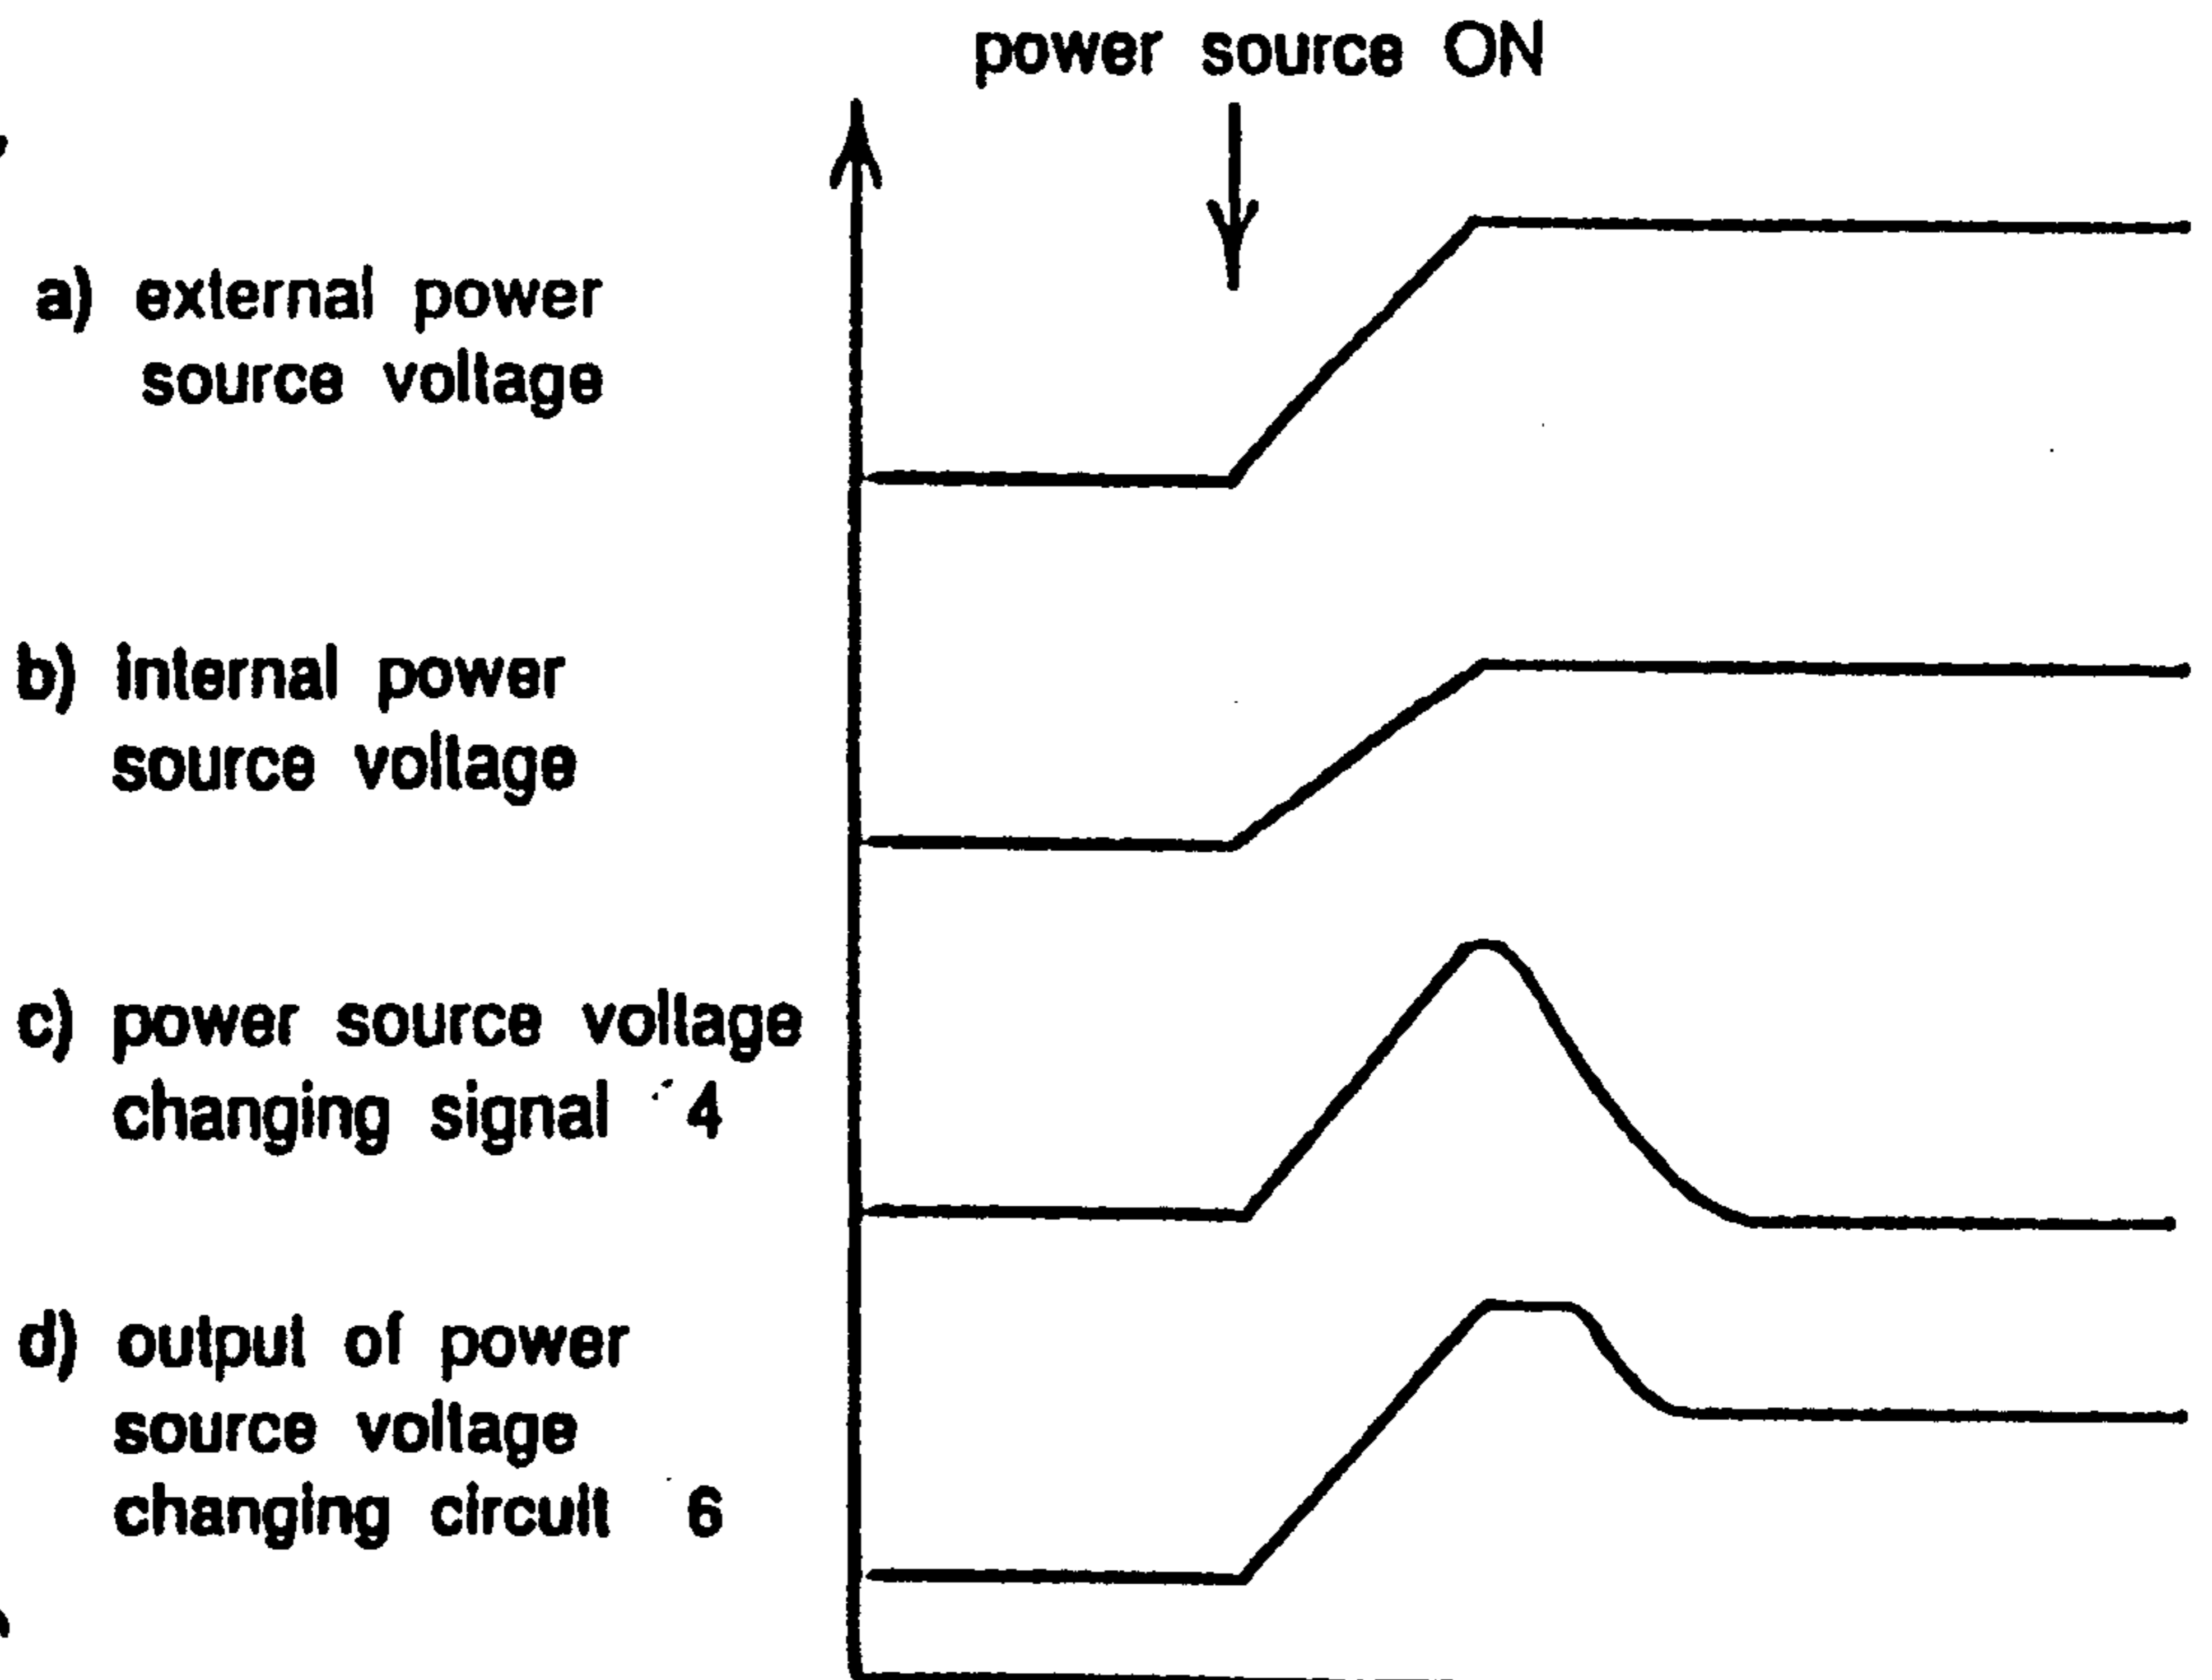 power source ON
a) external power
source voltage
b) internal power
source voltage
c) power source voltage
changing signal 4
d) output of power
source voltage
changing circuit 6